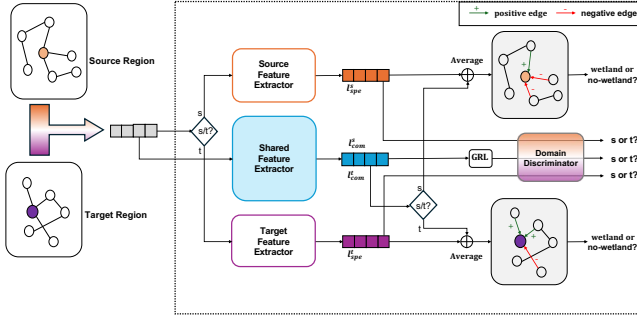 + positive edge - negative edge
Source Region
Source
Feature
Extractor
l^s_spe
Average
wetland or
no-wetland?
s
s/t?
t
Shared
Feature
Extractor
l^s_com
l^t_com
GRL
Domain
Discriminator
s or t?
s or t?
s or t?
s
s/t?
t
Target Region
Target
Feature
Extractor
l^t_spe
Average
wetland or
no-wetland?
+
-
-
+
+
-